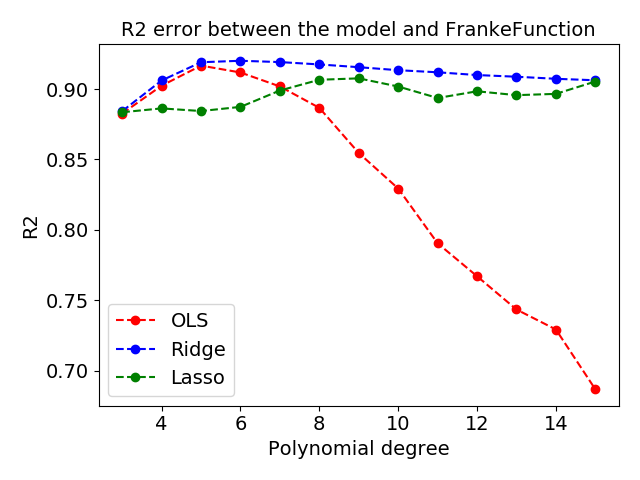 R2 error between the model and FrankeFunction
R2
0.90
0.85
0.80
0.75
0.70
OLS
Ridge
Lasso
4 6 8 10 12 14
Polynomial degree